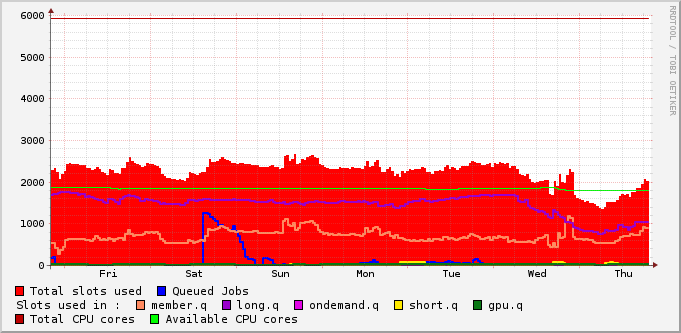 6000
5000
4000
3000
2000
1000
0
Fri Sat Sun Mon Tue Wed Thu
Total slots used Queued Jobs
Slots used in : member.q long.q ondemand.q short.q gpu.q
Total CPU cores Available CPU cores
RRDTOOL / TOBI OETIKER